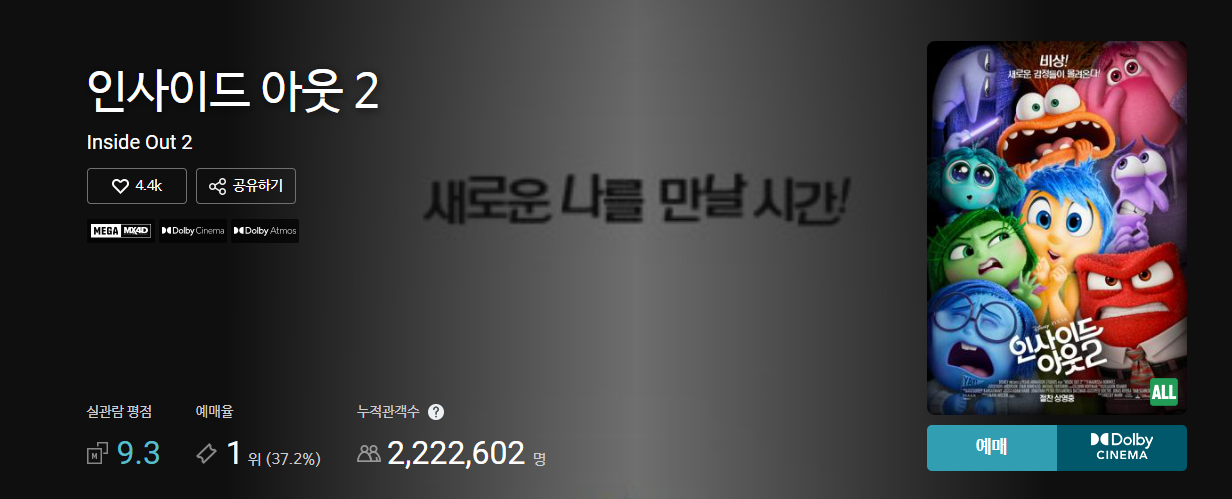 인사이드 아웃 2
Inside Out 2
4.4k
공유하기
MEGA MX4D
Dolby Cinema
Dolby Atmos
새로운 나를 만날 시간!
실관람 평점
예매율
누적관객수 ?
M 9.3
1 위 (37.2%)
2,222,602 명
비상!
새로운 감정들이 몰려온다!
인사이드
아웃2
절찬 상영중
ALL
예매
Dolby
CINEMA